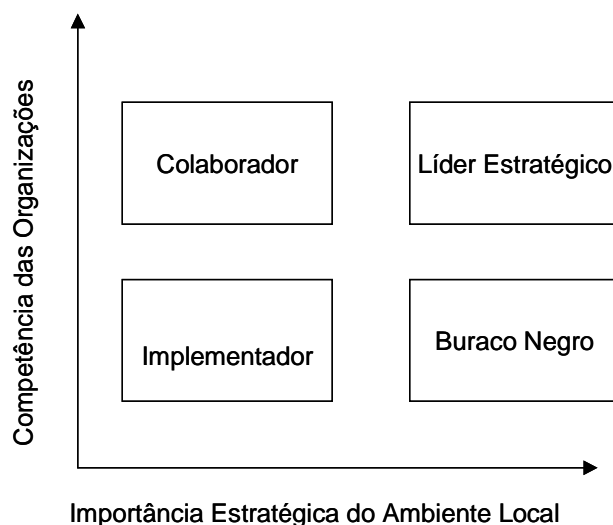 Competência das Organizações
Colaborador
Líder Estratégico
Implementador
Buraco Negro
Importância Estratégica do Ambiente Local